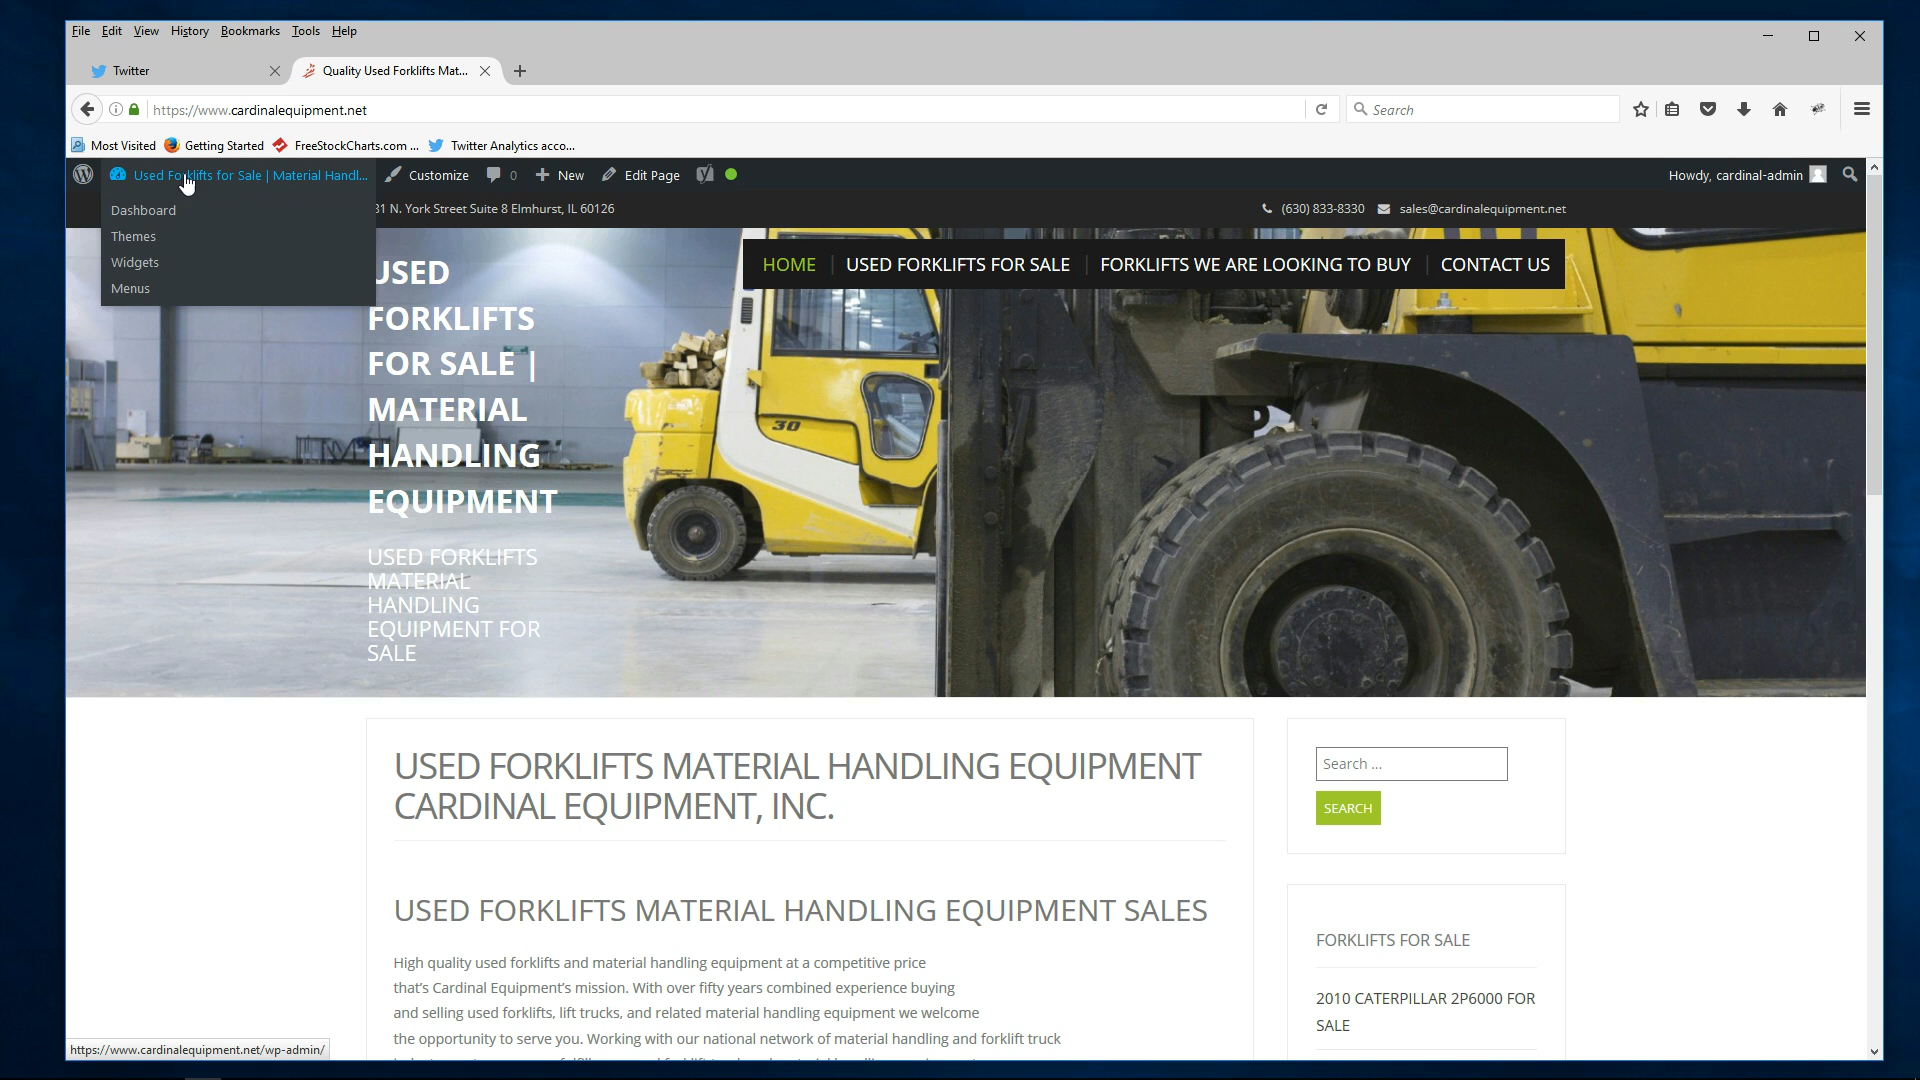 File Edit View History Bookmarks Tools Help
Twitter
Quality Used Forklifts Mat...
https://www.cardinalequipment.net
Search
Most Visited Getting Started FreeStockCharts.com ... Twitter Analytics acco...
Used Forklifts for Sale | Material Handl... Customize 0 New Edit Page
Howdy, cardinal-admin
Dashboard
Themes
Widgets
Menus
N. York Street Suite 8 Elmhurst, IL 60126
(630) 833-8330 sales@cardinalequipment.net
HOME USED FORKLIFTS FOR SALE FORKLIFTS WE ARE LOOKING TO BUY CONTACT US
USED
FORKLIFTS
FOR SALE |
MATERIAL
HANDLING
EQUIPMENT
USED FORKLIFTS
MATERIAL
HANDLING
EQUIPMENT FOR
SALE
30
USED FORKLIFTS MATERIAL HANDLING EQUIPMENT
CARDINAL EQUIPMENT, INC.
USED FORKLIFTS MATERIAL HANDLING EQUIPMENT SALES
High quality used forklifts and material handling equipment at a competitive price
that's Cardinal Equipment's mission. With over fifty years combined experience buying
and selling used forklifts, lift trucks, and related material handling equipment we welcome
the opportunity to serve you. Working with our national network of material handling and forklift truck
Search ...
SEARCH
FORKLIFTS FOR SALE
2010 CATERPILLAR 2P6000 FOR
SALE
https://www.cardinalequipment.net/wp-admin/